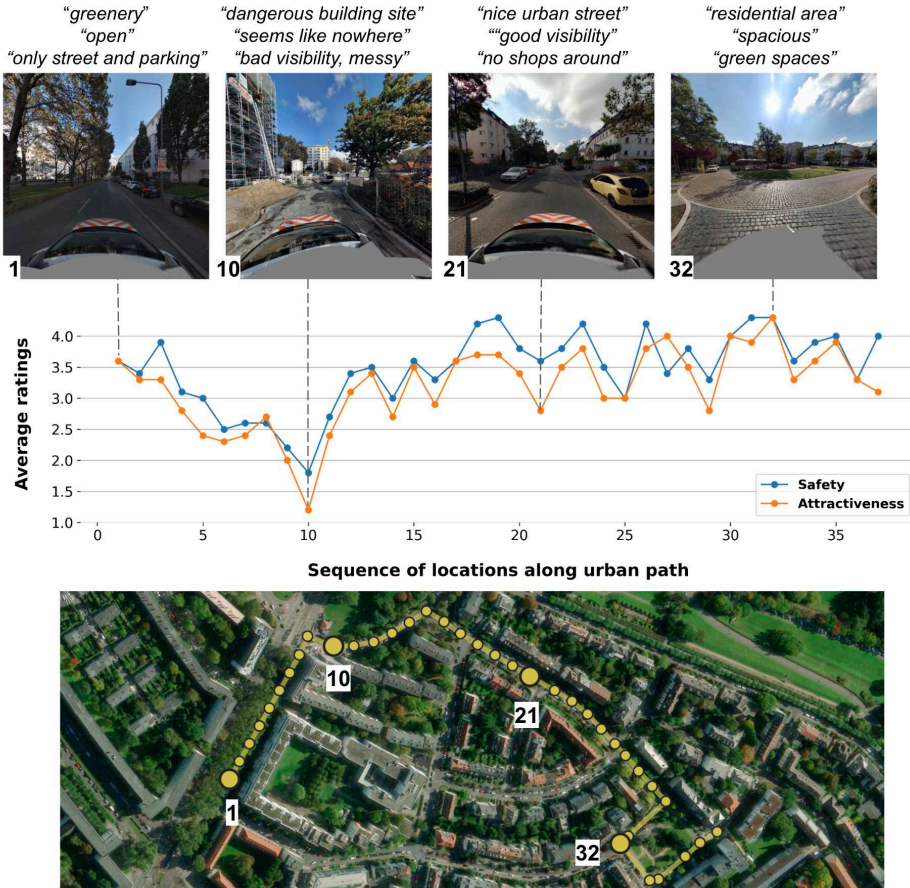 “greenery”
“open”
“only street and parking”
“dangerous building site”
“seems like nowhere”
“bad visibility, messy”
“nice urban street”
““good visibility”
“no shops around”
“residential area”
“spacious”
“green spaces”
1
10
21
32
Average ratings
4.0
3.5
3.0
2.5
2.0
1.5
1.0
Safety
Attractiveness
0 5 10 15 20 25 30 35
Sequence of locations along urban path
10
21
1
32